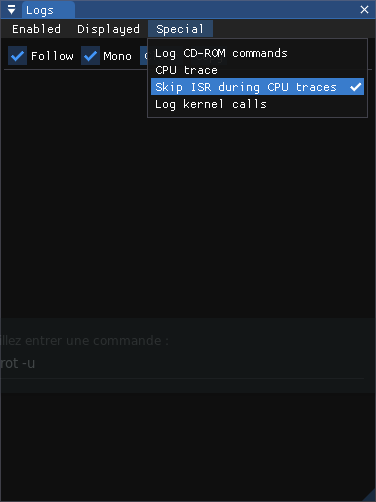 Logs
Enabled Displayed Special
Follow Mono
Log CD-ROM commands
CPU trace
Skip ISR during CPU traces
Log kernel calls
illez entrer une commande :
rot -u